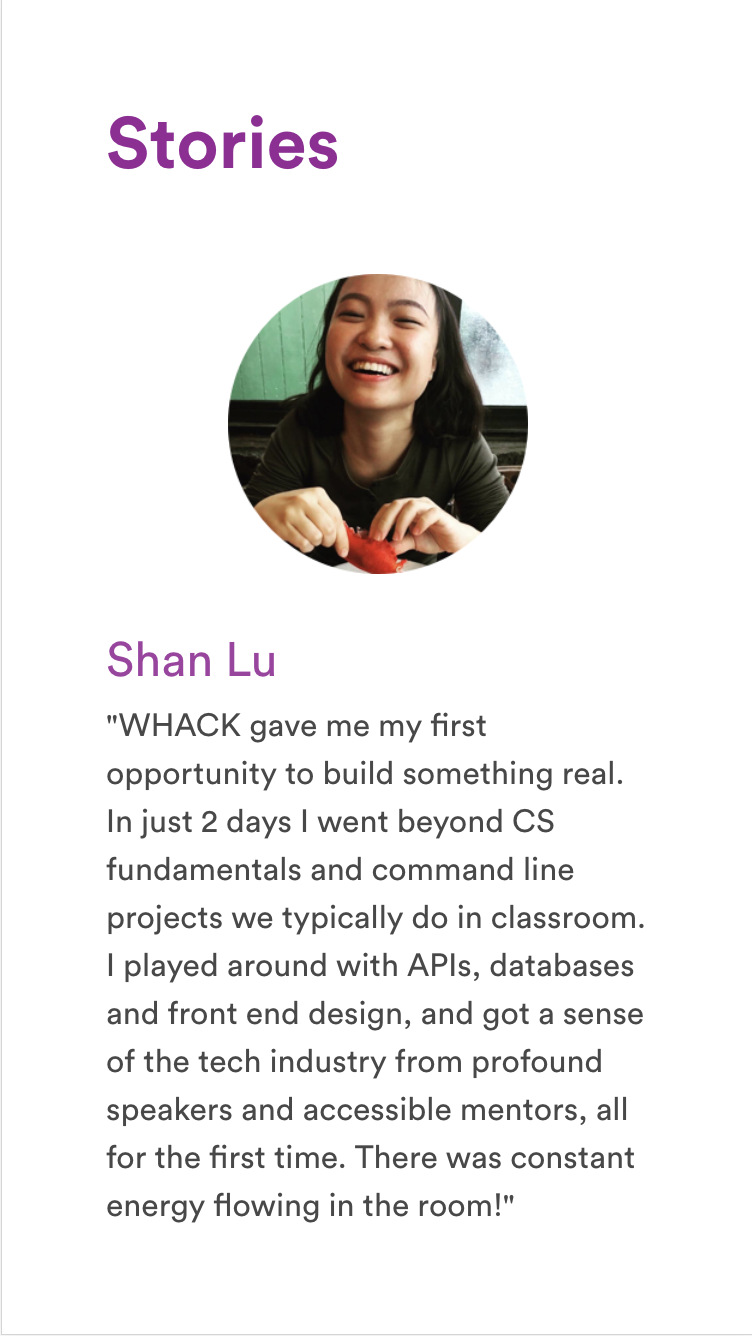 Stories
Shan Lu
"WHACK gave me my first
opportunity to build something real.
In just 2 days I went beyond CS
fundamentals and command line
projects we typically do in classroom.
I played around with APIs, databases
and front end design, and got a sense
of the tech industry from profound
speakers and accessible mentors, all
for the first time. There was constant
energy flowing in the room!"